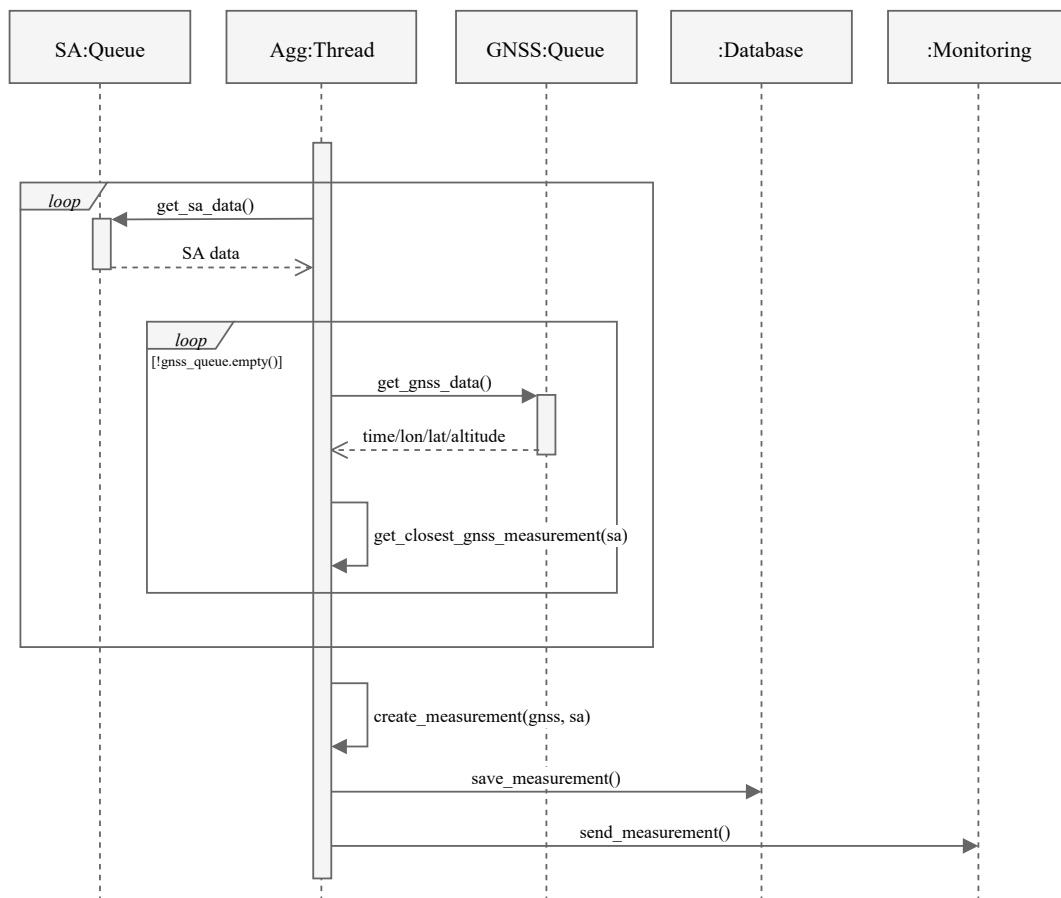 SA:Queue
Agg:Thread
GNSS:Queue
:Database
:Monitoring
loop
get_sa_data()
SA data
loop
[!gnss_queue.empty()]
get_gnss_data()
time/lon/lat/altitude
get_closest_gnss_measurement(sa)
create_measurement(gnss, sa)
save_measurement()
send_measurement()